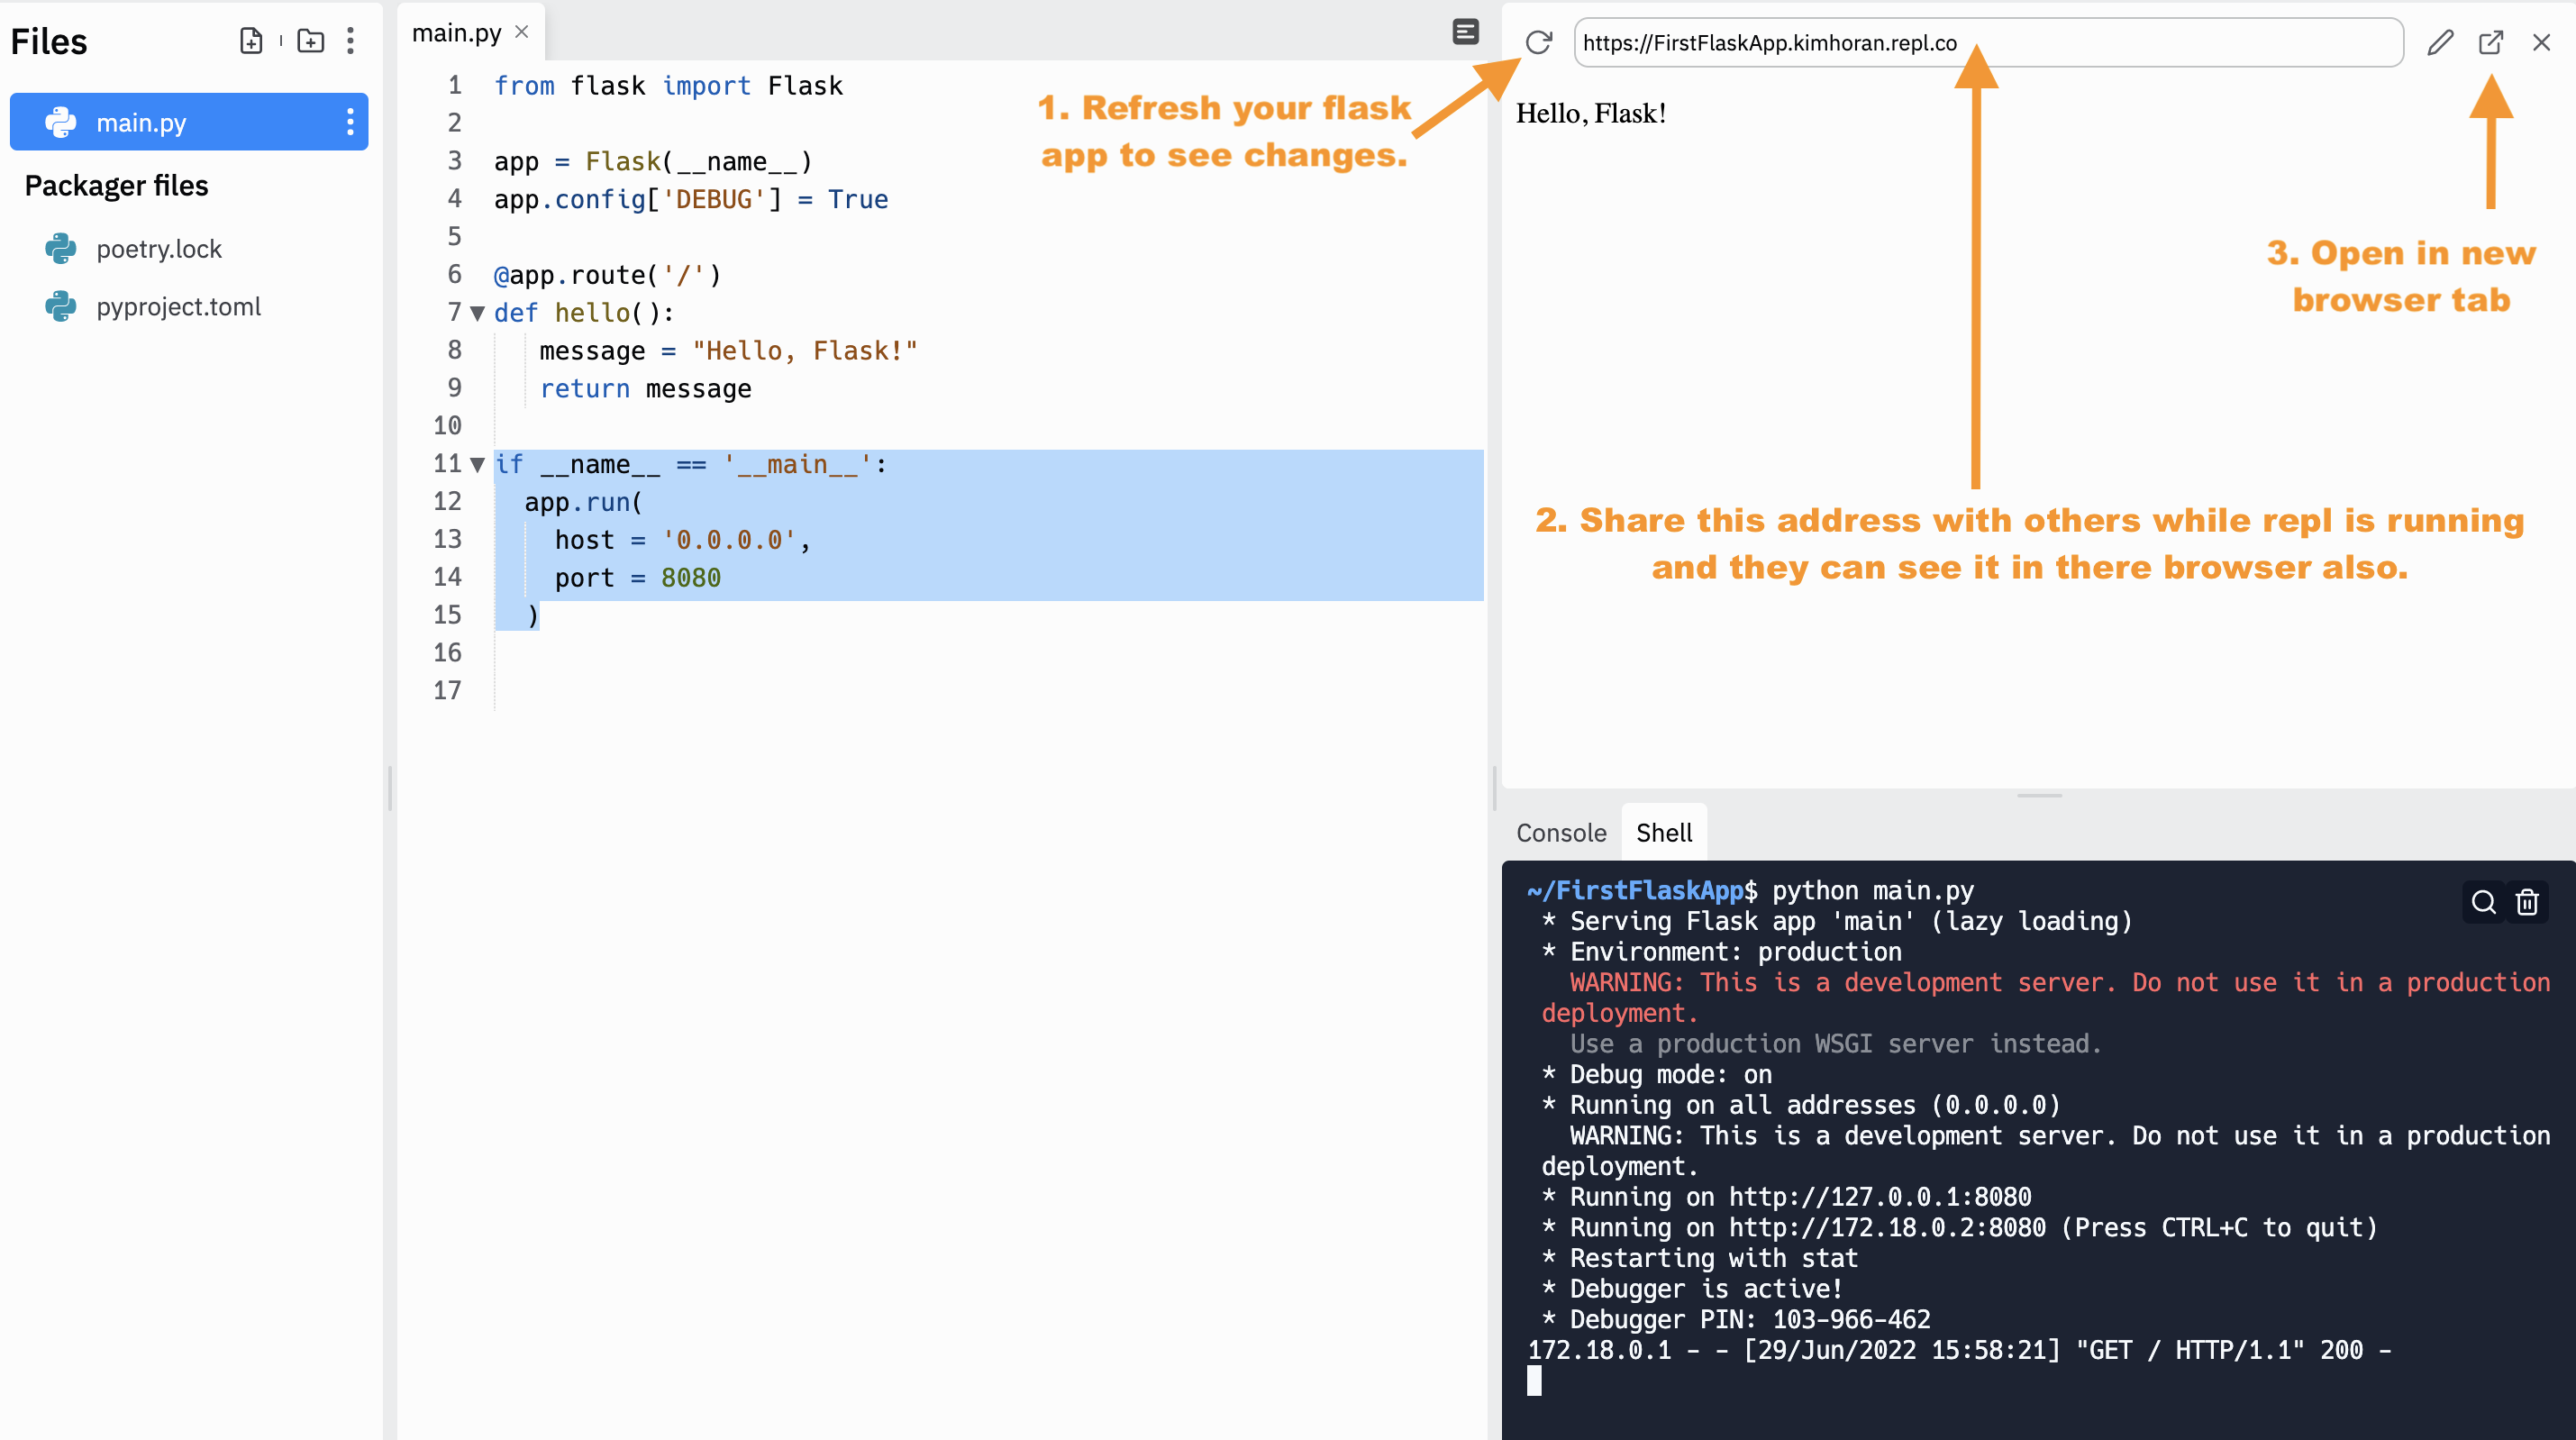 Files
main.py
Packager files
poetry.lock
pyproject.toml
main.py
1 from flask import Flask
2
3 app = Flask(__name__)
4 app.config['DEBUG'] = True
5
6 @app.route('/')
7 def hello():
8 message = "Hello, Flask!"
9 return message
10
11 if __name__ == '__main__':
12 app.run(
13 host = '0.0.0.0',
14 port = 8080
15 )
16
17
https://FirstFlaskApp.kimhoran.repl.co
Hello, Flask!
1. Refresh your flask
app to see changes.
3. Open in new
browser tab
2. Share this address with others while repl is running
and they can see it in there browser also.
Console Shell
~/FirstFlaskApp$ python main.py
* Serving Flask app 'main' (lazy loading)
* Environment: production
WARNING: This is a development server. Do not use it in a production
deployment.
Use a production WSGI server instead.
* Debug mode: on
* Running on all addresses (0.0.0.0)
WARNING: This is a development server. Do not use it in a production
deployment.
* Running on http://127.0.0.1:8080
* Running on http://172.18.0.2:8080 (Press CTRL+C to quit)
* Restarting with stat
* Debugger is active!
* Debugger PIN: 103-966-462
172.18.0.1 - - [29/Jun/2022 15:58:21] "GET / HTTP/1.1" 200 -